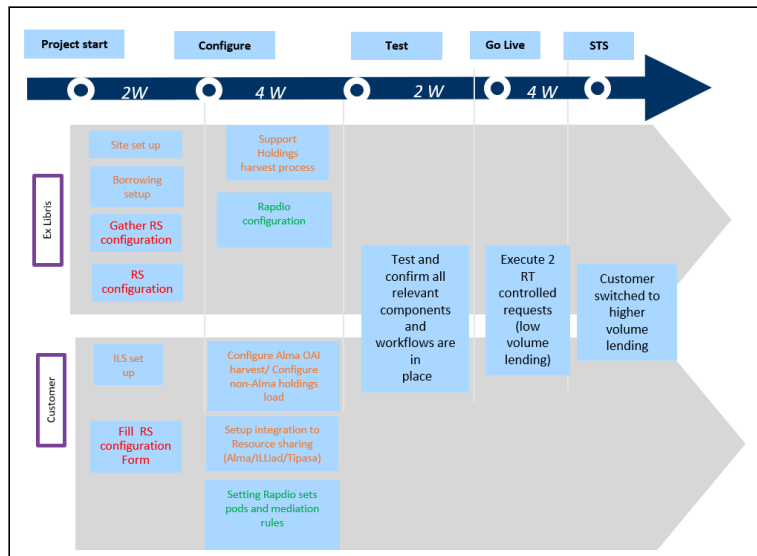 Project start
Configure
Test
Go Live
STS
2W
4 W
2 W
4 W
Ex Libris
Site set up
Borrowing
setup
Gather RS
configuration
RS
configuration
Support
Holdings
harvest process
Rapdio
configuration
Test and
confirm all
relevant
components
and
workflows are
in
place
Execute 2
RT
controlled
requests
(low
volume
lending)
Customer
switched to
higher
volume
lending
Customer
ILS set
up
Fill RS
configuration
Form
Configure Alma OAI
harvest/ Configure
non-Alma holdings
load
Setup integration to
Resource sharing
(Alma/ILLiad/Tipasa)
Setting Rapdio sets
pods and mediation
rules